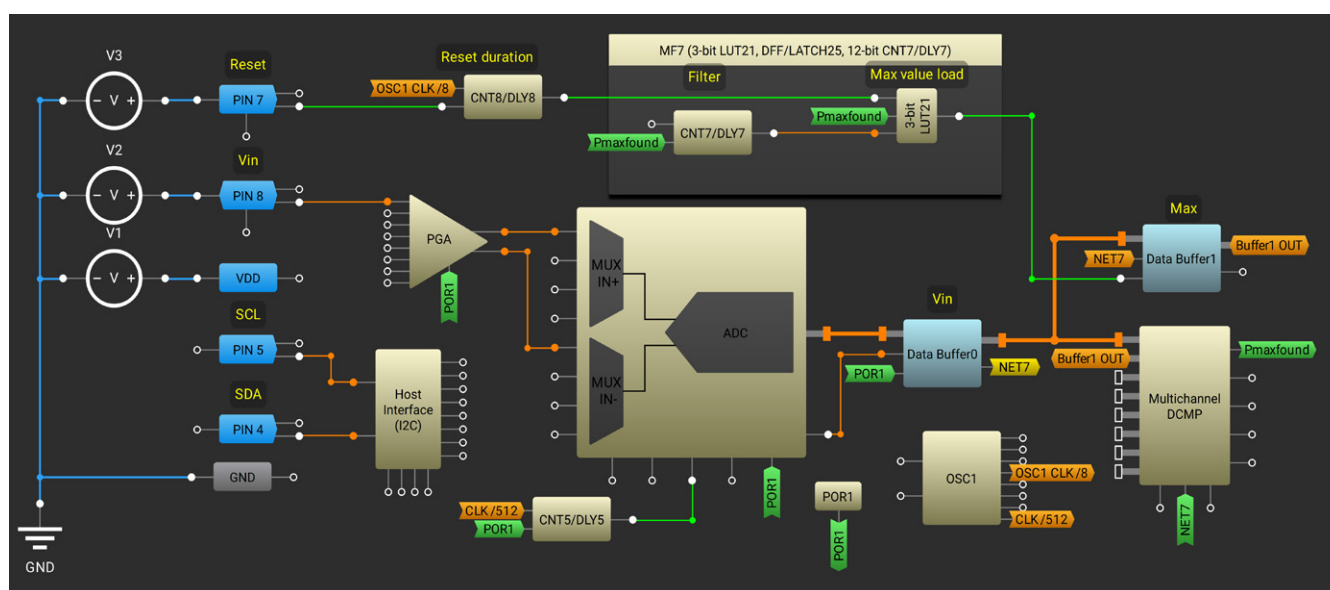 MF7 (3-bit LUT21, DFF/LATCH25, 12-bit CNT7/DLY7)
V3
Reset
Reset duration
Filter
Max value load
OSC1 CLK/8
CNT8/DLY8
PIN 7
- V +
Pmaxfound
3-bit
LUT21
Pmaxfound
CNT7/DLY7
V2
Vin
- V +
PIN 8
V1
PGA
POR1
- V +
VDD
MUX
IN+
ADC
MUX
IN-
Max
Buffer1 OUT
NET7
Data Buffer1
Vin
Data Buffer0
POR1
NET7
Buffer1 OUT
Pmaxfound
Multichannel
DCMP
NET7
SCL
PIN 5
SDA
PIN 4
Host
Interface
(I2C)
GND
CLK/512
POR1
CNT5/DLY5
POR1
POR1
POR1
OSC1
OSC1 CLK/8
CLK/512
GND